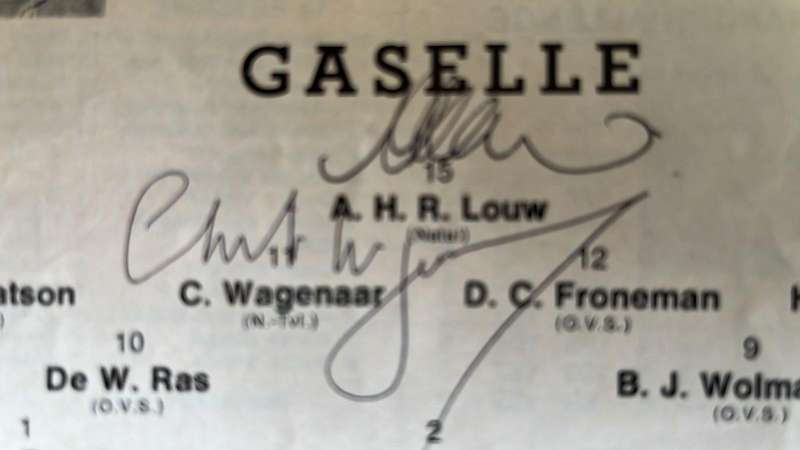 GASELLE
15
A. H. R. Louw
(Natal)
11 12
atson C. Wagenaar D. C. Froneman H
) (N.-Tvl.) (O.V.S.)
10 9
De W. Ras B. J. Wolma
(O.V.S.) (O.V.S.)
1 2